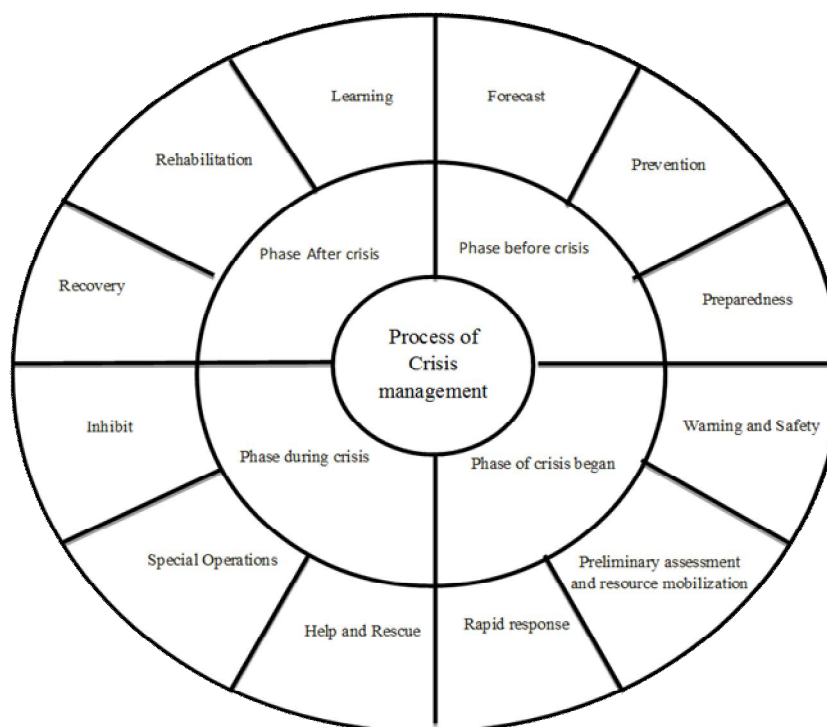 Learning
Forecast
Rehabilitation
Prevention
Phase After crisis
Phase before crisis
Recovery
Preparedness
Process of
Crisis
management
Inhibit
Warning and Safety
Phase during crisis
Phase of crisis began
Special Operations
Preliminary assessment
and resource mobilization
Help and Rescue
Rapid response